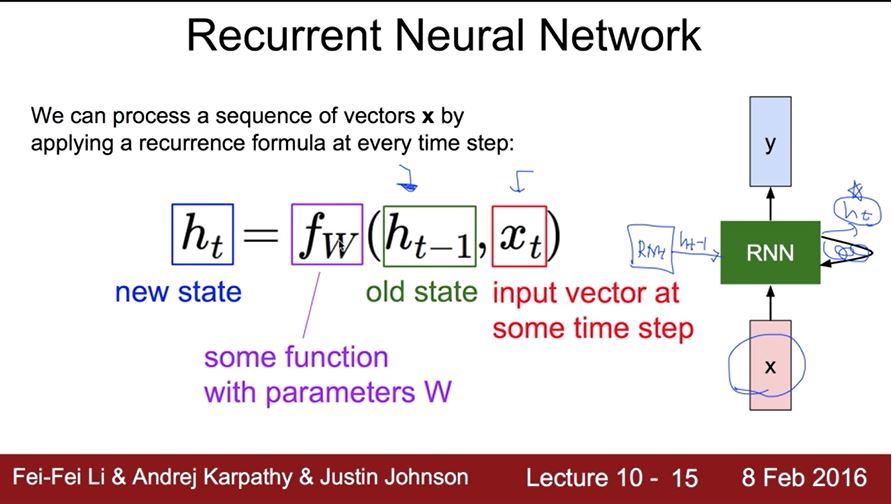 Recurrent Neural Network
We can process a sequence of vectors x by
applying a recurrence formula at every time step:
y
h_t = f_W(h_{t-1}, x_t)
h_t
RNN
h_{t-1}
RNN
new state
old state
input vector at
some time step
some function
with parameters W
x
Fei-Fei Li & Andrej Karpathy & Justin Johnson
Lecture 10 - 15
8 Feb 2016